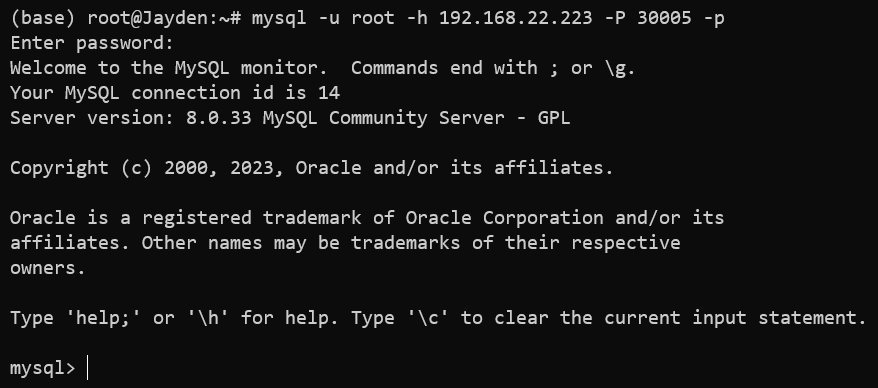 (base) root@Jayden:~# mysql -u root -h 192.168.22.223 -P 30005 -p
Enter password:
Welcome to the MySQL monitor.  Commands end with ; or \g.
Your MySQL connection id is 14
Server version: 8.0.33 MySQL Community Server - GPL

Copyright (c) 2000, 2023, Oracle and/or its affiliates.

Oracle is a registered trademark of Oracle Corporation and/or its
affiliates. Other names may be trademarks of their respective
owners.

Type 'help;' or '\h' for help. Type '\c' to clear the current input statement.

mysql>